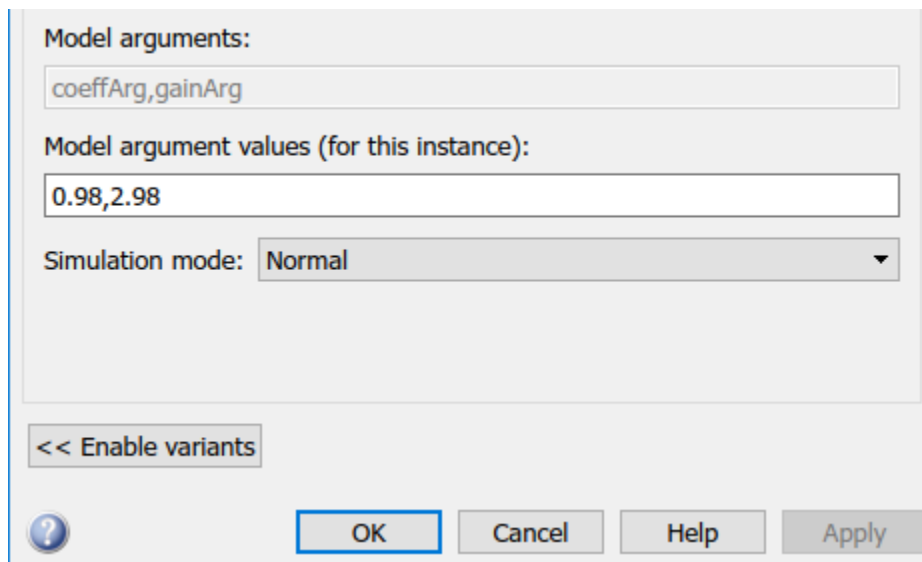 Model arguments:
coeffArg,gainArg
Model argument values (for this instance):
0.98,2.98
Simulation mode: Normal
<< Enable variants
? OK Cancel Help Apply